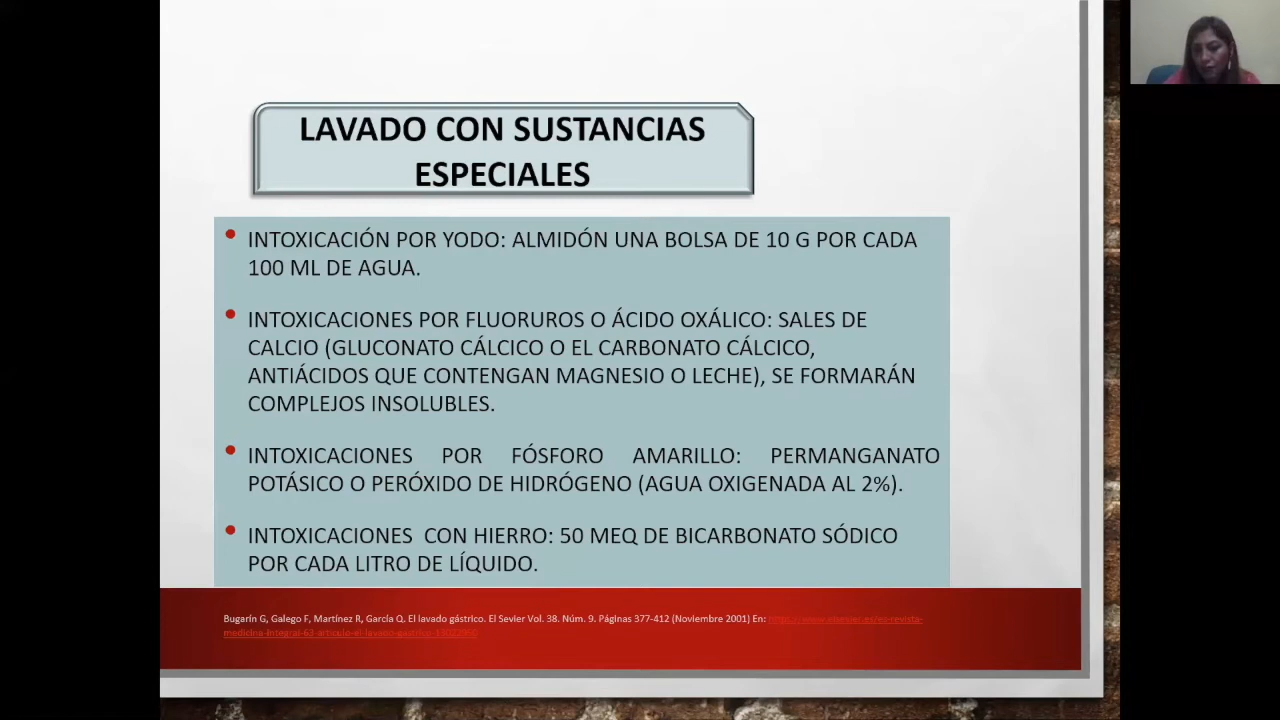 LAVADO CON SUSTANCIAS
ESPECIALES
• INTOXICACIÓN POR YODO: ALMIDÓN UNA BOLSA DE 10 G POR CADA
100 ML DE AGUA.
• INTOXICACIONES POR FLUORUROS O ÁCIDO OXÁLICO: SALES DE
CALCIO (GLUCONATO CÁLCICO O EL CARBONATO CÁLCICO,
ANTIÁCIDOS QUE CONTENGAN MAGNESIO O LECHE), SE FORMARÁN
COMPLEJOS INSOLUBLES.
• INTOXICACIONES POR FÓSFORO AMARILLO: PERMANGANATO
POTÁSICO O PERÓXIDO DE HIDRÓGENO (AGUA OXIGENADA AL 2%).
• INTOXICACIONES CON HIERRO: 50 MEQ DE BICARBONATO SÓDICO
POR CADA LITRO DE LÍQUIDO.
Bugarín G, Galego F, Martínez R, García Q. El lavado gástrico. El Sevier Vol. 38. Núm. 9. Páginas 377-412 (Noviembre 2001) En: